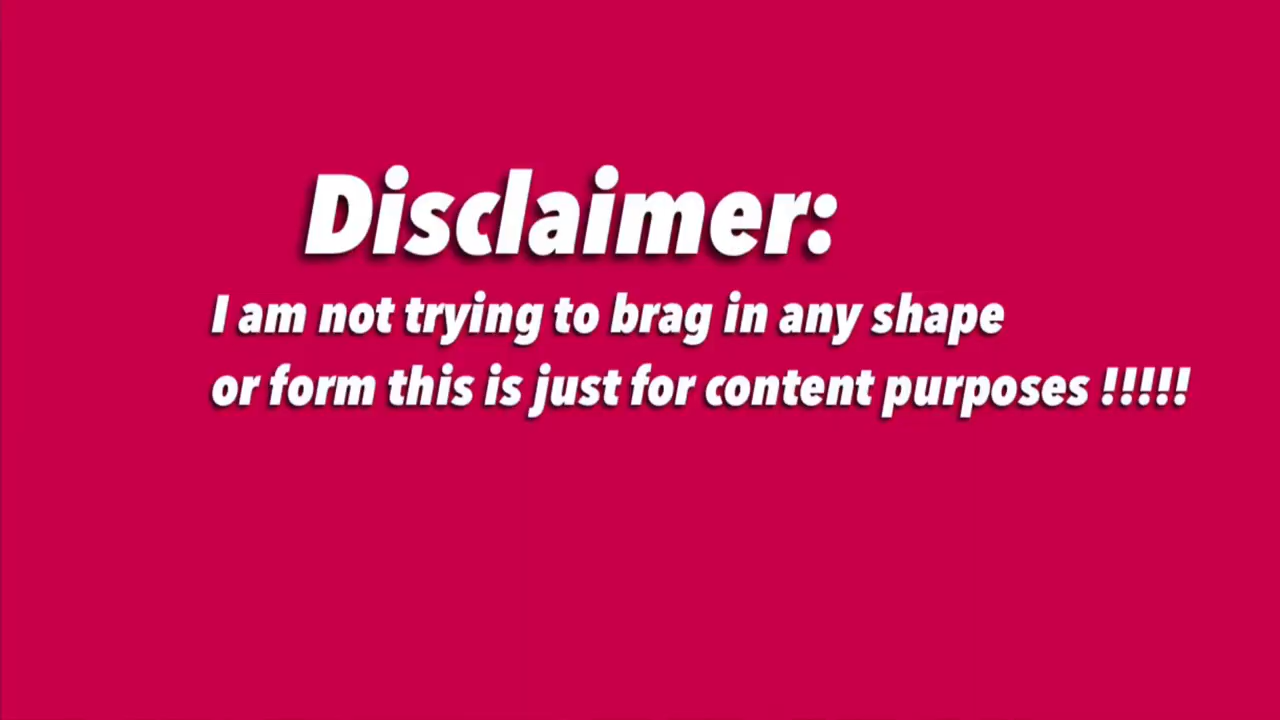 Disclaimer:
I am not trying to brag in any shape
or form this is just for content purposes !!!!!